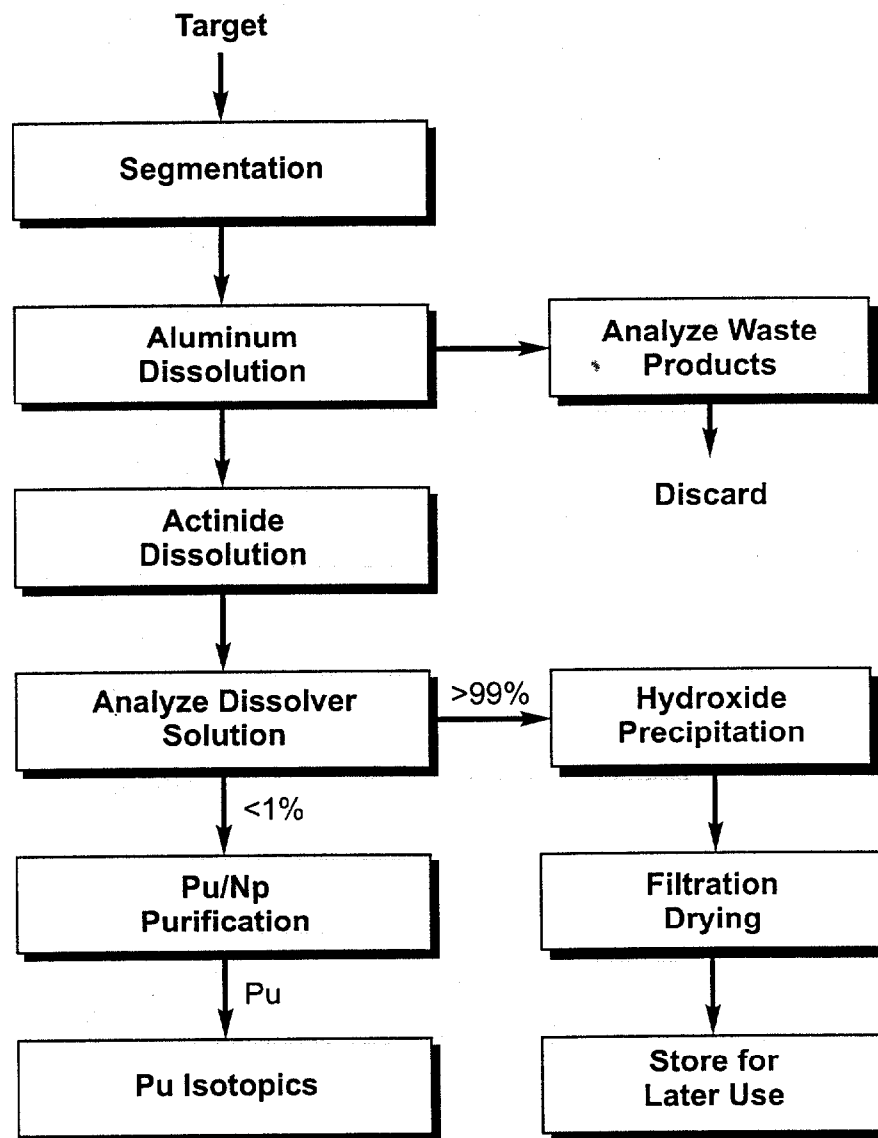 Target
Segmentation
Aluminum
Dissolution
Analyze Waste
Products
Discard
Actinide
Dissolution
Analyze Dissolver
Solution
>99%
Hydroxide
Precipitation
<1%
Pu/Np
Purification
Filtration
Drying
Pu
Pu Isotopics
Store for
Later Use